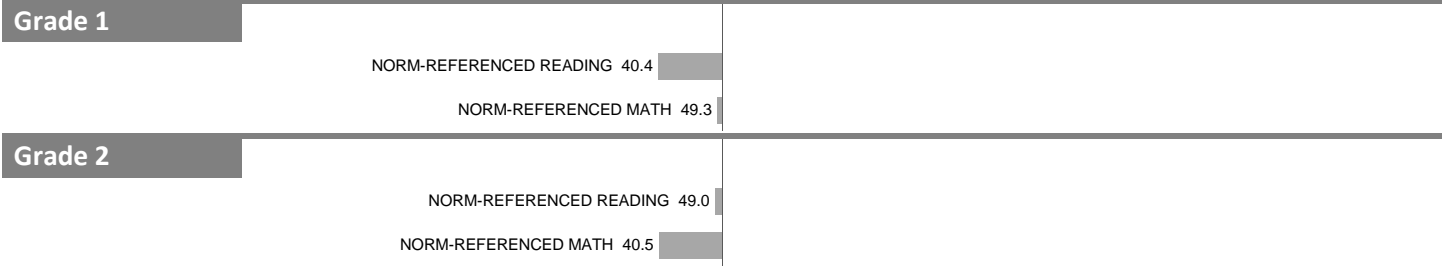 Grade 1
NORM-REFERENCED READING 40.4
NORM-REFERENCED MATH 49.3
Grade 2
NORM-REFERENCED READING 49.0
NORM-REFERENCED MATH 40.5